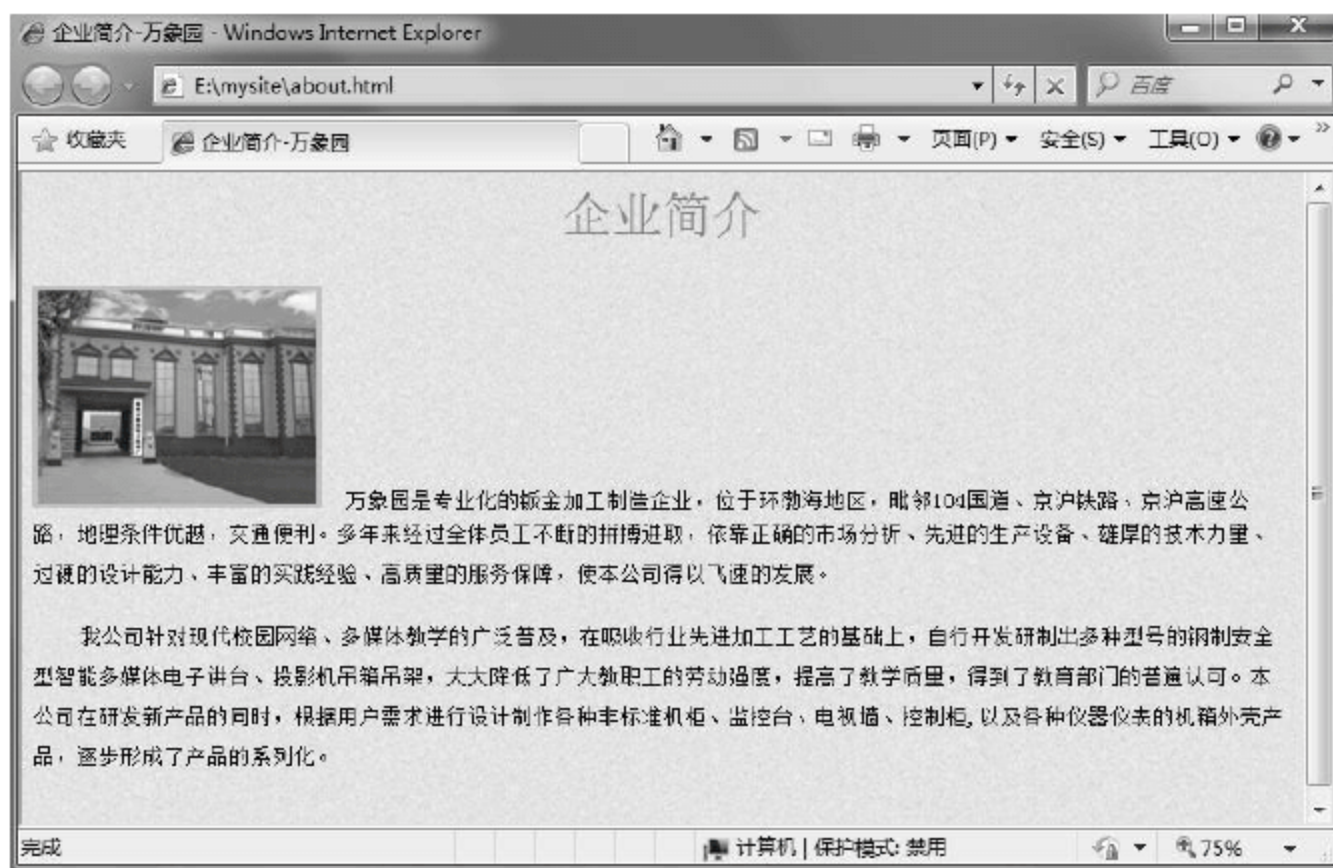 企业简介-万象园 - Windows Internet Explorer
E:\mysite\about.html
百度
收藏夹
企业简介-万象园
页面(P)
安全(S)
工具(O)
企业简介
万象园是专业化的钣金加工制造企业，位于环渤海地区，毗邻104国道、京沪铁路、京沪高速公
路，地理条件优越，交通便利。多年来经过全体员工不断的拼搏进取，依靠正确的市场分析、先进的生产设备、雄厚的技术力量、
过硬的设计能力、丰富的实践经验、高质量的服务保障，使本公司得以飞速的发展。
我公司针对现代校园网络、多媒体教学的广泛普及，在吸收行业先进加工工艺的基础上，自行开发研制出多种型号的钢制安全
型智能多媒体电子讲台、投影机吊箱吊架，大大降低了广大教职工的劳动强度，提高了教学质量，得到了教育部门的普遍认可。本
公司在研发新产品的同时，根据用户需求进行设计制作各种非标准机柜、监控台、电视墙、控制柜,以及各种仪器仪表的机箱外壳产
品，逐步形成了产品的系列化。
完成
计算机 | 保护模式: 禁用
75%